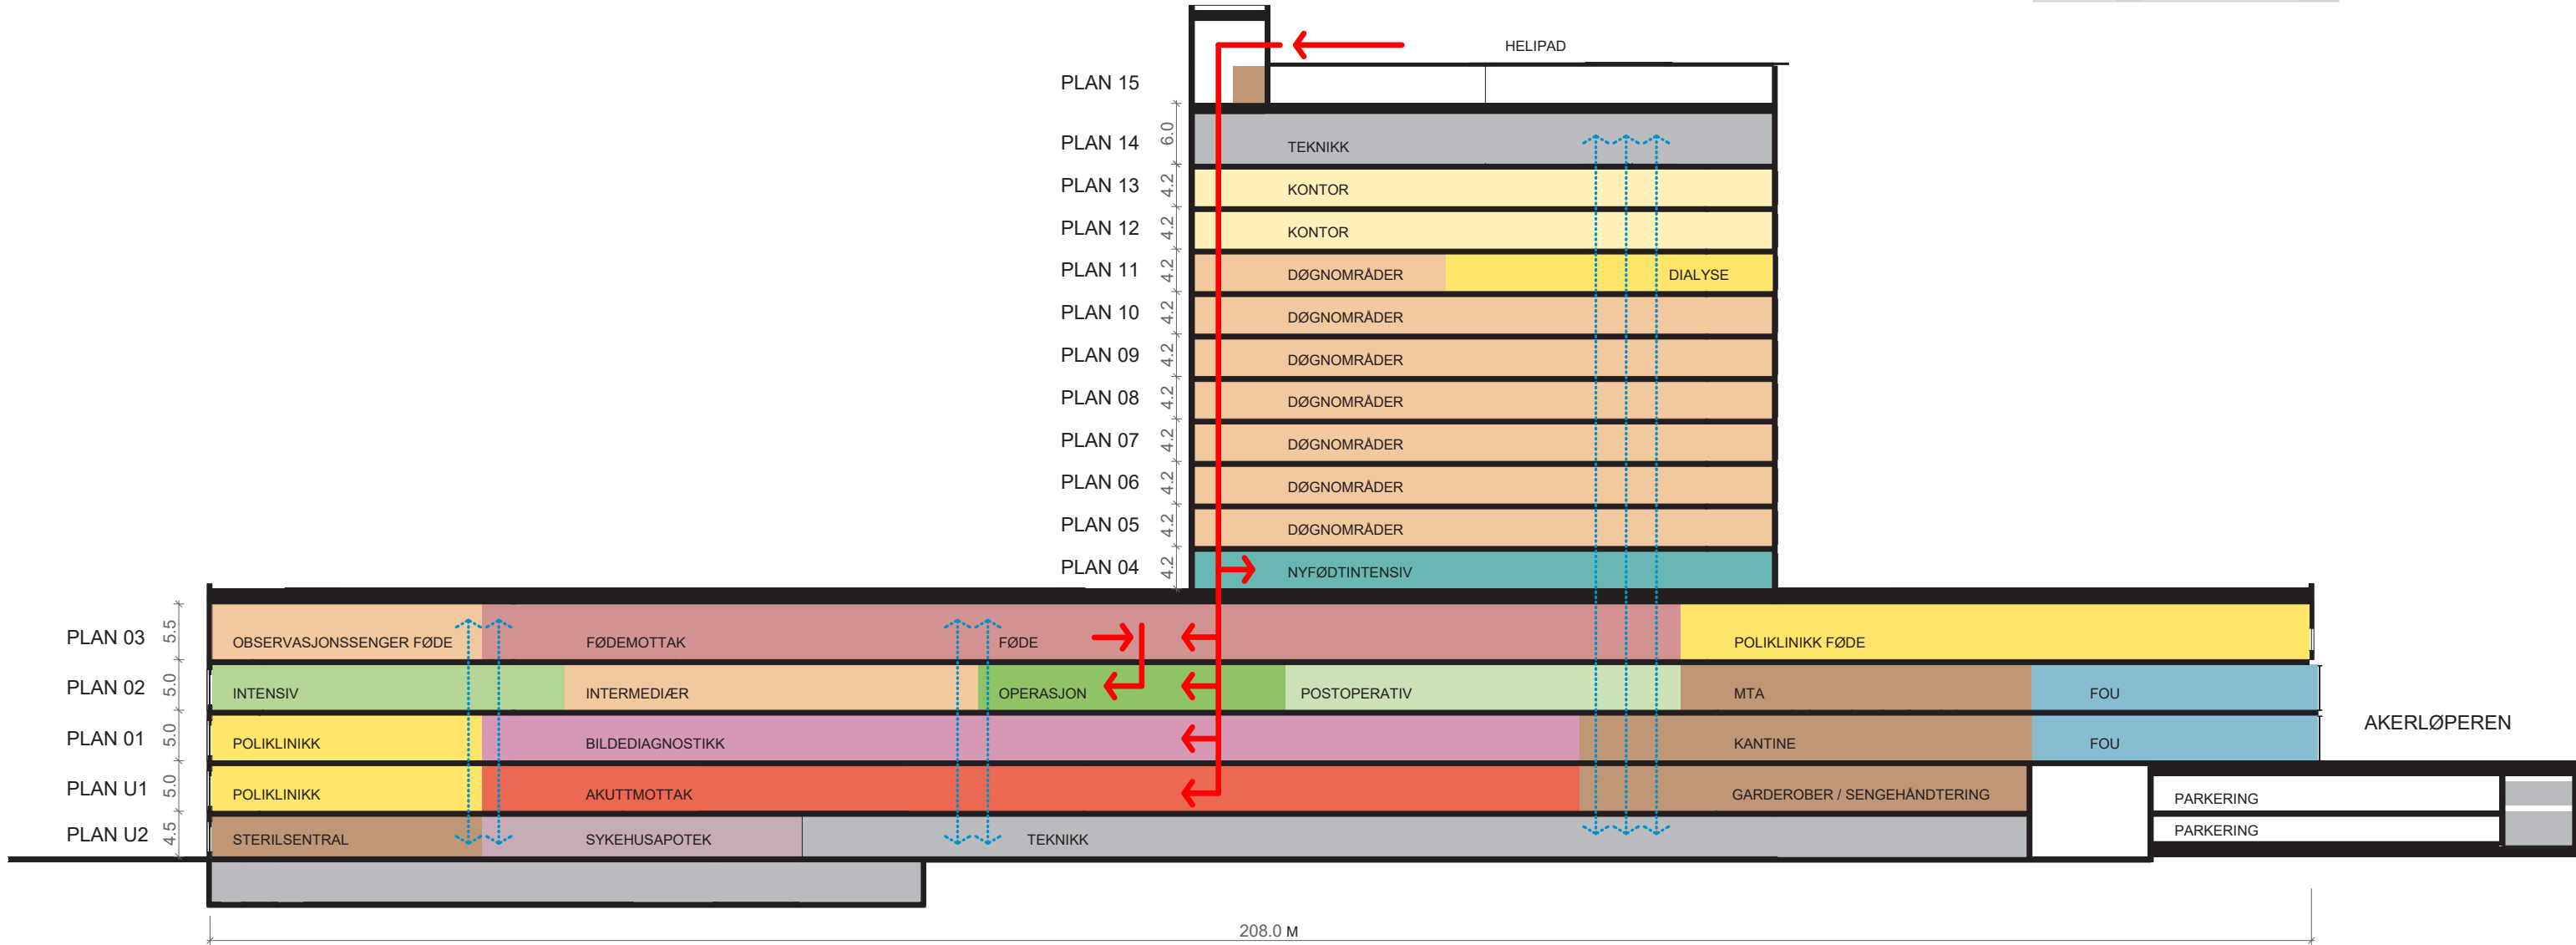 HELIPAD
PLAN 15
PLAN 14 6.0 TEKNIKK
PLAN 13 4.2 KONTOR
PLAN 12 4.2 KONTOR
PLAN 11 4.2 DØGNOMRÅDER DIALYSE
PLAN 10 4.2 DØGNOMRÅDER
PLAN 09 4.2 DØGNOMRÅDER
PLAN 08 4.2 DØGNOMRÅDER
PLAN 07 4.2 DØGNOMRÅDER
PLAN 06 4.2 DØGNOMRÅDER
PLAN 05 4.2 DØGNOMRÅDER
PLAN 04 4.2 NYFØDTINTENSIV
PLAN 03 5.5 OBSERVASJONSSENGER FØDE FØDEMOTTAK FØDE POLIKLINIKK FØDE
PLAN 02 5.0 INTENSIV INTERMEDIÆR OPERASJON POSTOPERATIV MTA FOU
AKERLØPEREN
PLAN 01 5.0 POLIKLINIKK BILDEDIAGNOSTIKK KANTINE FOU
PLAN U1 5.0 POLIKLINIKK AKUTTMOTTAK GARDEROBER / SENGEHÅNDTERING PARKERING
PLAN U2 4.5 STERILSENTRAL SYKEHUSAPOTEK TEKNIKK PARKERING
208.0 M